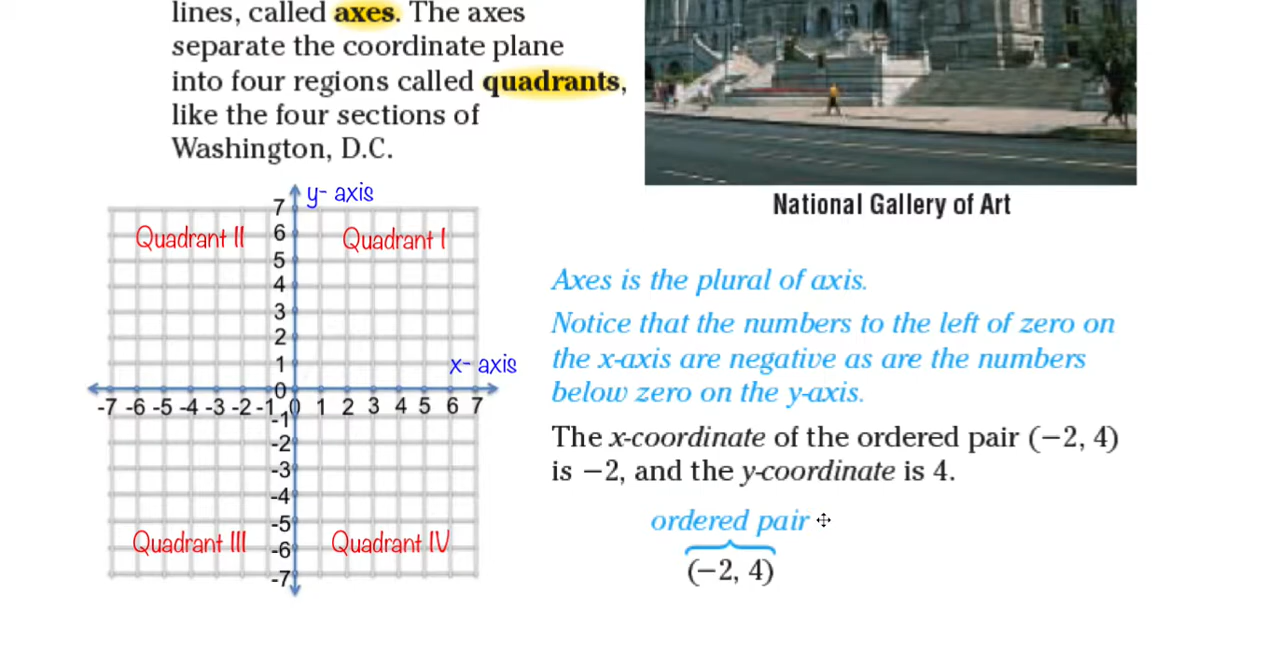 lines, called axes. The axes
separate the coordinate plane
into four regions called quadrants,
like the four sections of
Washington, D.C.
National Gallery of Art
y- axis
7
Quadrant II 6 Quadrant I
5
4
3
2
1 x- axis
0
-7 -6 -5 -4 -3 -2 -1 0 1 2 3 4 5 6 7
-1
-2
-3
-4
-5
Quadrant III -6 Quadrant IV
-7
Axes is the plural of axis.
Notice that the numbers to the left of zero on
the x-axis are negative as are the numbers
below zero on the y-axis.
The x-coordinate of the ordered pair (−2, 4)
is −2, and the y-coordinate is 4.
ordered pair
(−2, 4)